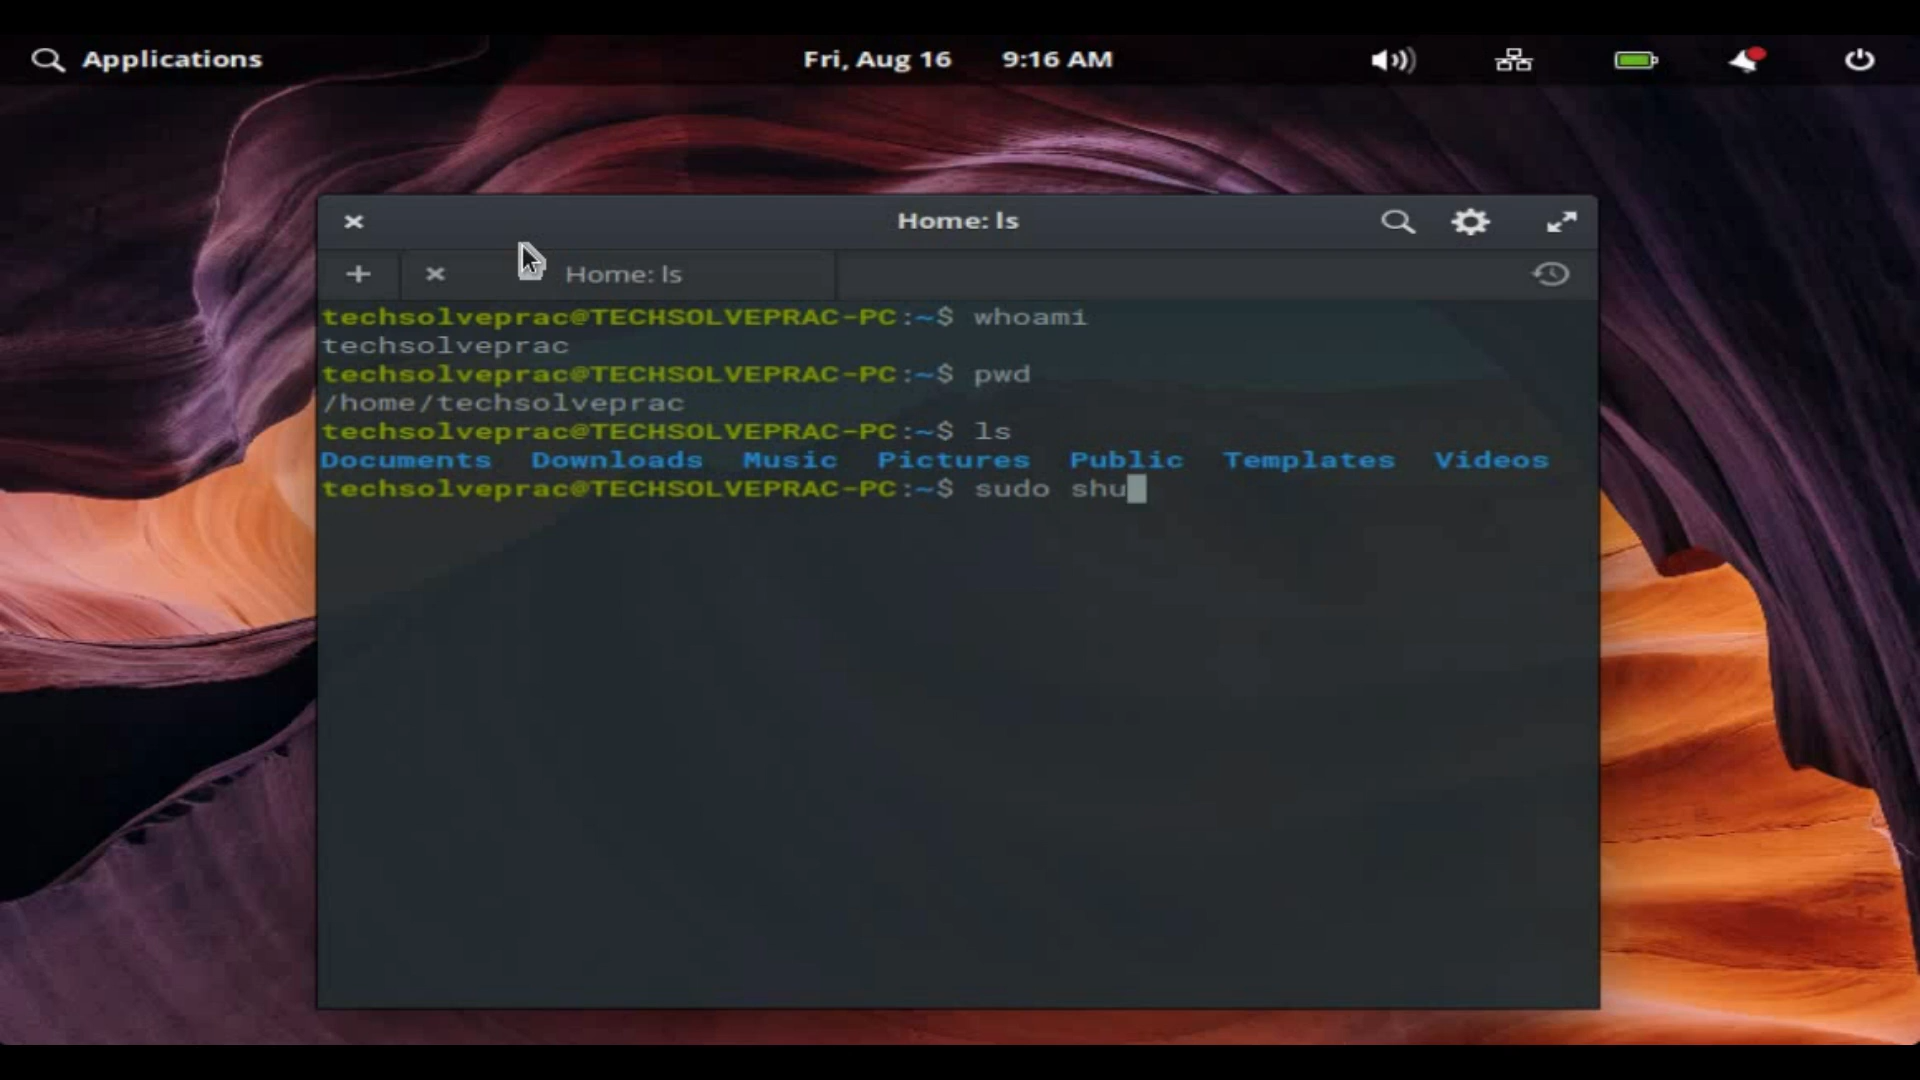 Applications Fri, Aug 16 9:16 AM
Home: ls
Home: ls
techsolveprac@TECHSOLVEPRAC-PC:~$ whoami
techsolveprac
techsolveprac@TECHSOLVEPRAC-PC:~$ pwd
/home/techsolveprac
techsolveprac@TECHSOLVEPRAC-PC:~$ ls
Documents Downloads Music Pictures Public Templates Videos
techsolveprac@TECHSOLVEPRAC-PC:~$ sudo shu